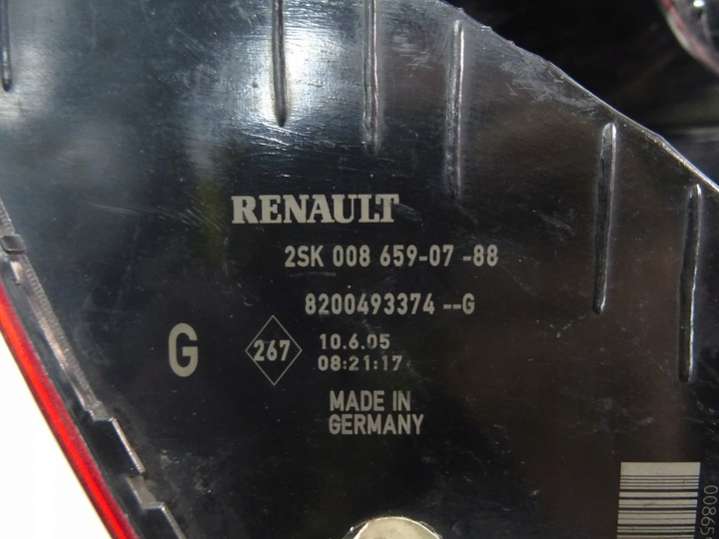 RENAULT
2SK 008 659-07 -88
8200493374 --G
G
267
10.6.05
08:21:17
MADE IN
GERMANY